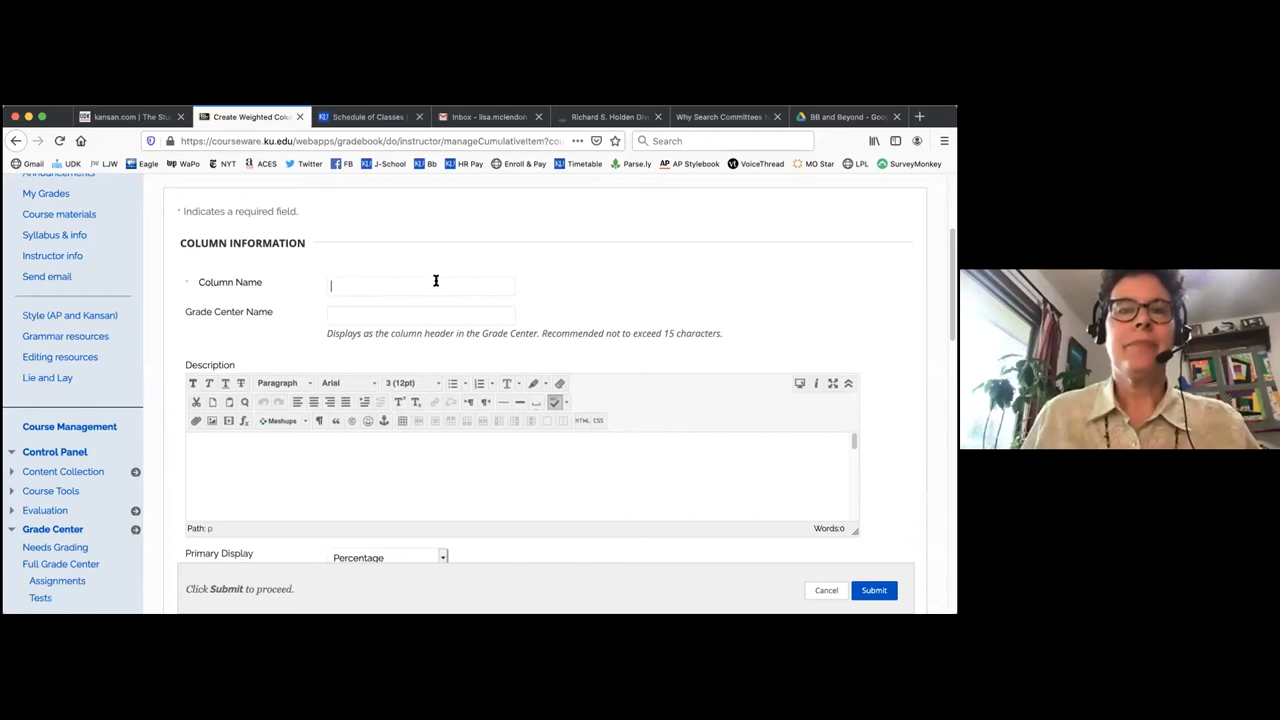 kansan.com | The Stu
Create Weighted Colu
Schedule of Classes |
Inbox - lisa.mclendon
Richard S. Holden Div
Why Search Committees N
BB and Beyond - Goo
https://courseware.ku.edu/webapps/gradebook/do/instructor/manageCumulativeItem?cou
Search
Gmail UDK LJW Eagle WaPo NYT ACES Twitter FB J-School Bb HR Pay Enroll & Pay Timetable Parse.ly AP AP Stylebook VoiceThread MO Star LPL SurveyMonkey
Announcements
My Grades
Course materials
Syllabus & info
Instructor info
Send email
Style (AP and Kansan)
Grammar resources
Editing resources
Lie and Lay
Course Management
Control Panel
Content Collection
Course Tools
Evaluation
Grade Center
Needs Grading
Full Grade Center
Assignments
Tests
* Indicates a required field.
COLUMN INFORMATION
* Column Name
Grade Center Name
Displays as the column header in the Grade Center. Recommended not to exceed 15 characters.
Description
T T T T Paragraph Arial 3 (12pt)
Mashups HTML CSS
Path: p Words:0
Primary Display Percentage
Click Submit to proceed. Cancel Submit